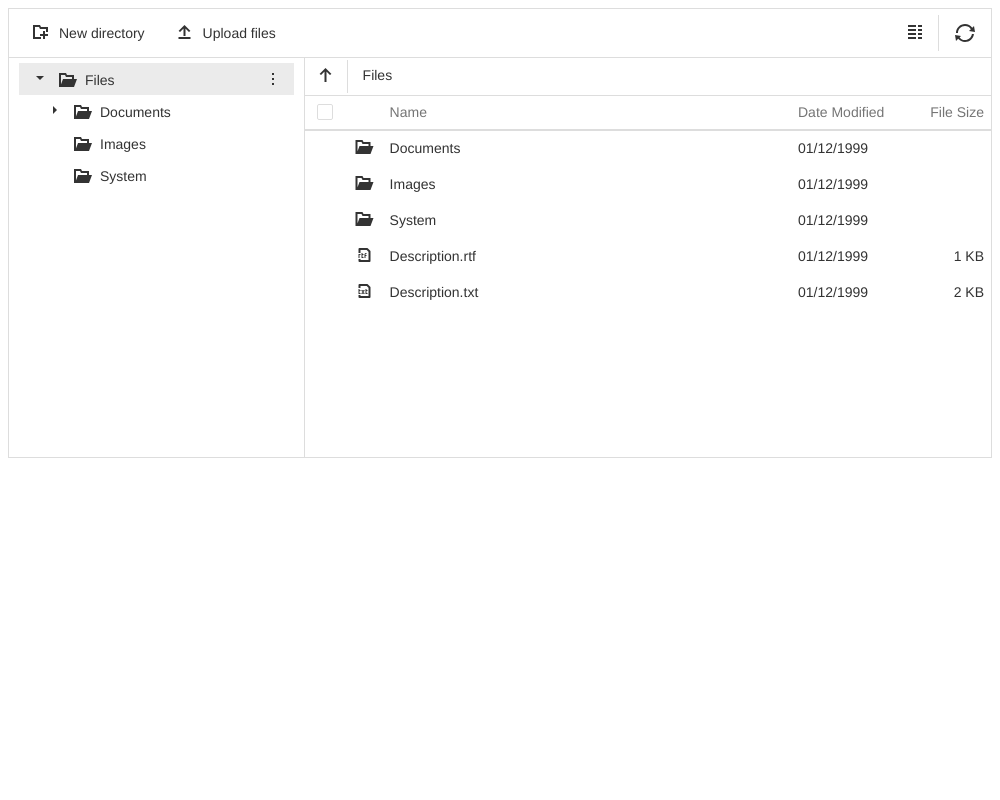 New directory Upload files
Files
Documents
Images
System
Files
Name Date Modified File Size
Documents 01/12/1999
Images 01/12/1999
System 01/12/1999
rtf Description.rtf 01/12/1999 1 KB
txt Description.txt 01/12/1999 2 KB